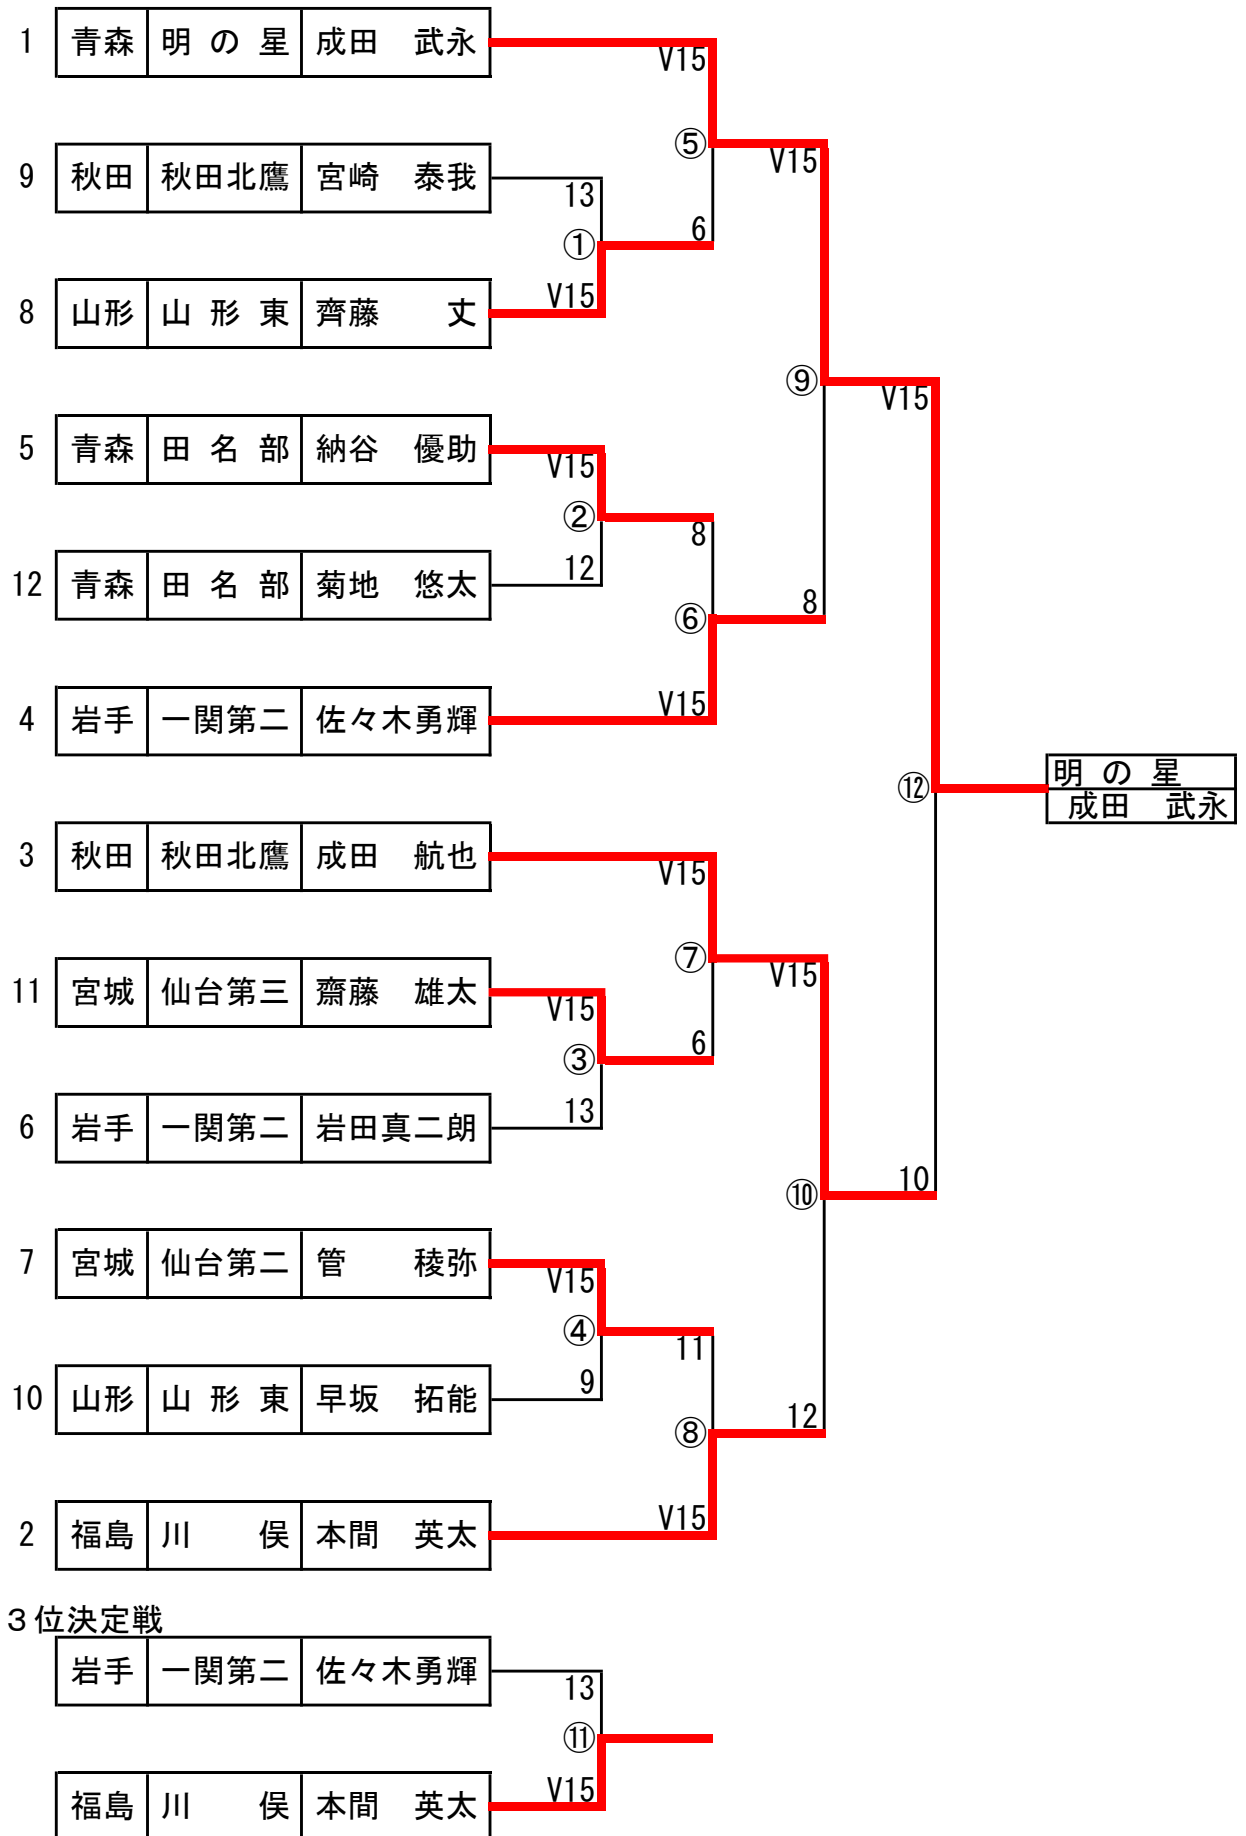 1 青森 明の星 成田 武永
V15
⑤
V15
9 秋田 秋田北鷹 宮崎 泰我
13
①
6
8 山形 山形東 齊藤 丈
V15
⑨
V15
5 青森 田名部 納谷 優助
V15
②
8
12 青森 田名部 菊地 悠太
12
⑥
8
4 岩手 一関第二 佐々木勇輝
V15
⑫
明の星
成田 武永
3 秋田 秋田北鷹 成田 航也
V15
⑦
V15
11 宮城 仙台第三 齋藤 雄太
V15
③
6
6 岩手 一関第二 岩田真二朗
13
⑩
10
7 宮城 仙台第二 管 稜弥
V15
④
11
10 山形 山形東 早坂 拓能
9
⑧
12
2 福島 川俣 本間 英太
V15
3位決定戦
岩手 一関第二 佐々木勇輝
13
⑪
福島 川俣 本間 英太
V15